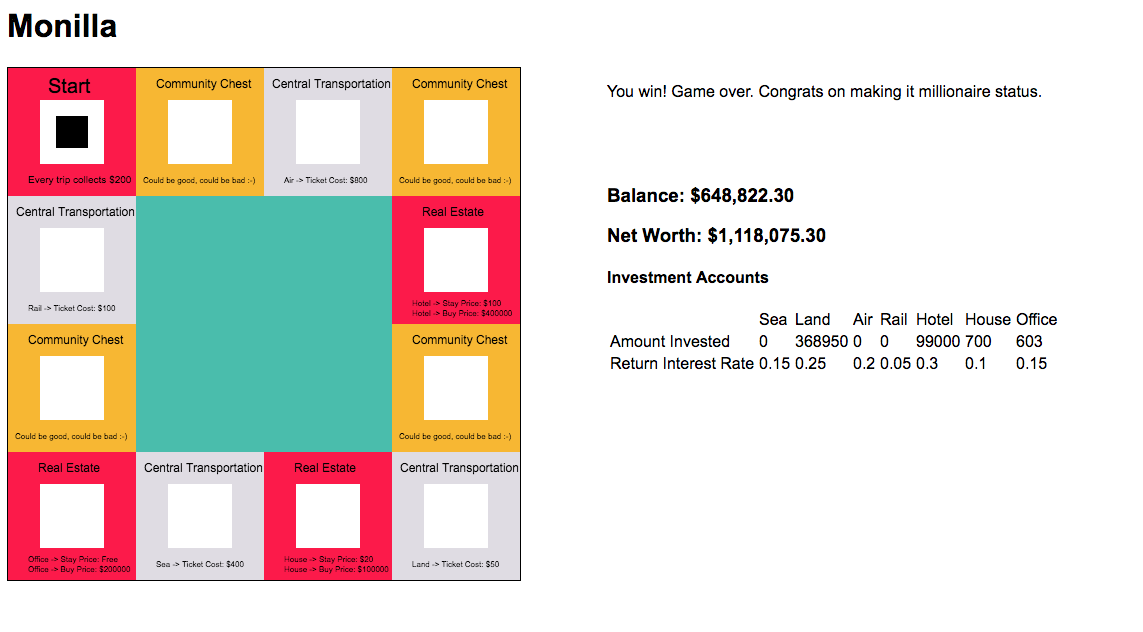 Monilla
Start
Every trip collects $200
Community Chest
Could be good, could be bad :-)
Central Transportation
Air -> Ticket Cost: $800
Community Chest
Could be good, could be bad :-)
Central Transportation
Rail -> Ticket Cost: $100
Real Estate
Hotel -> Stay Price: $100
Hotel -> Buy Price: $400000
Community Chest
Could be good, could be bad :-)
Community Chest
Could be good, could be bad :-)
Real Estate
Office -> Stay Price: Free
Office -> Buy Price: $200000
Central Transportation
Sea -> Ticket Cost: $400
Real Estate
House -> Stay Price: $20
House -> Buy Price: $100000
Central Transportation
Land -> Ticket Cost: $50
You win! Game over. Congrats on making it millionaire status.
Balance: $648,822.30
Net Worth: $1,118,075.30
Investment Accounts
Sea Land Air Rail Hotel House Office
Amount Invested 0 368950 0 0 99000 700 603
Return Interest Rate 0.15 0.25 0.2 0.05 0.3 0.1 0.15